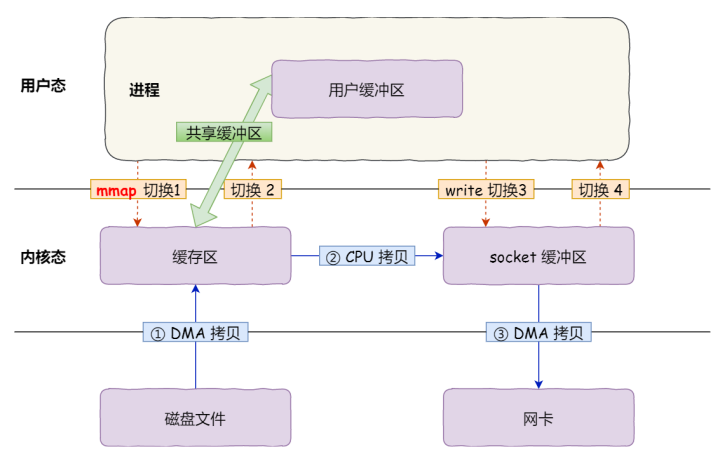 用户态
进程
用户缓冲区
共享缓冲区
mmap 切换1
切换 2
write 切换3
切换 4
内核态
缓存区
② CPU 拷贝
socket 缓冲区
① DMA 拷贝
③ DMA 拷贝
磁盘文件
网卡